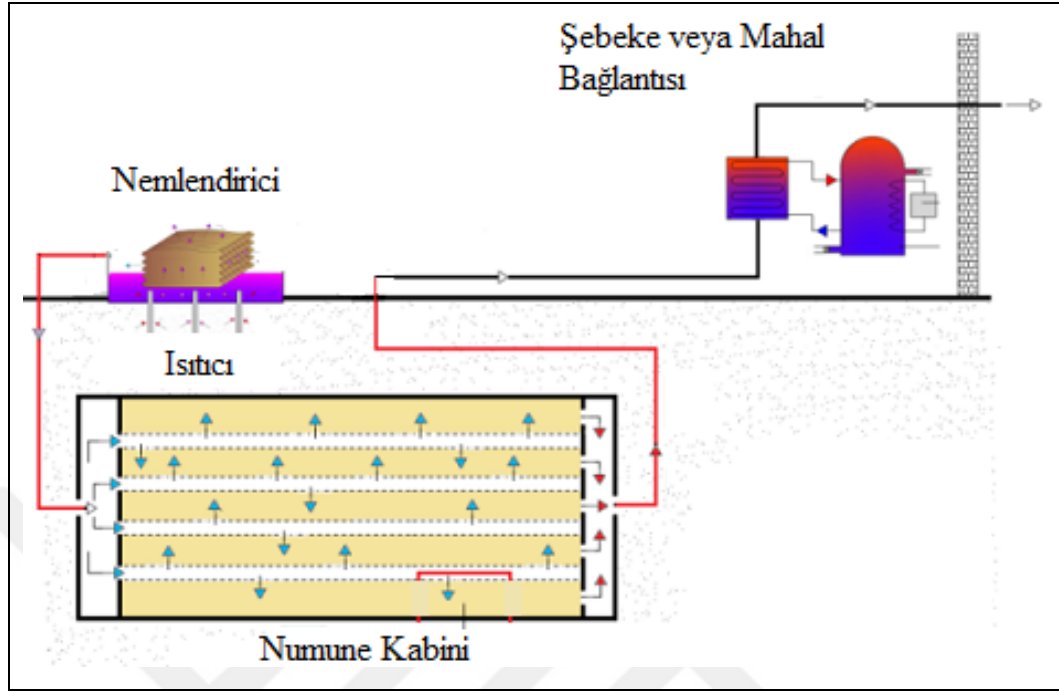 Şebeke veya Mahal
Bağlantısı
Nemlendirici
Isıtıcı
Numune Kabini